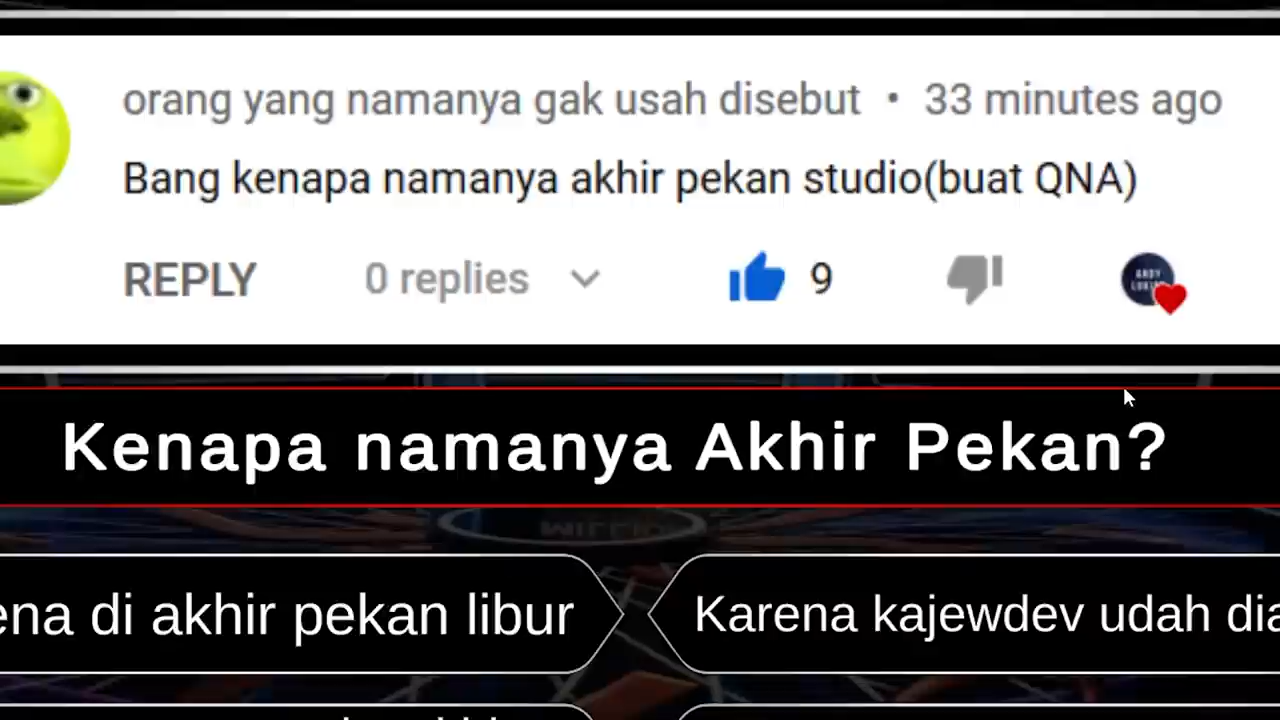 orang yang namanya gak usah disebut • 33 minutes ago
Bang kenapa namanya akhir pekan studio(buat QNA)
REPLY 0 replies 9
Kenapa namanya Akhir Pekan?
ena di akhir pekan libur
Karena kajewdev udah dia